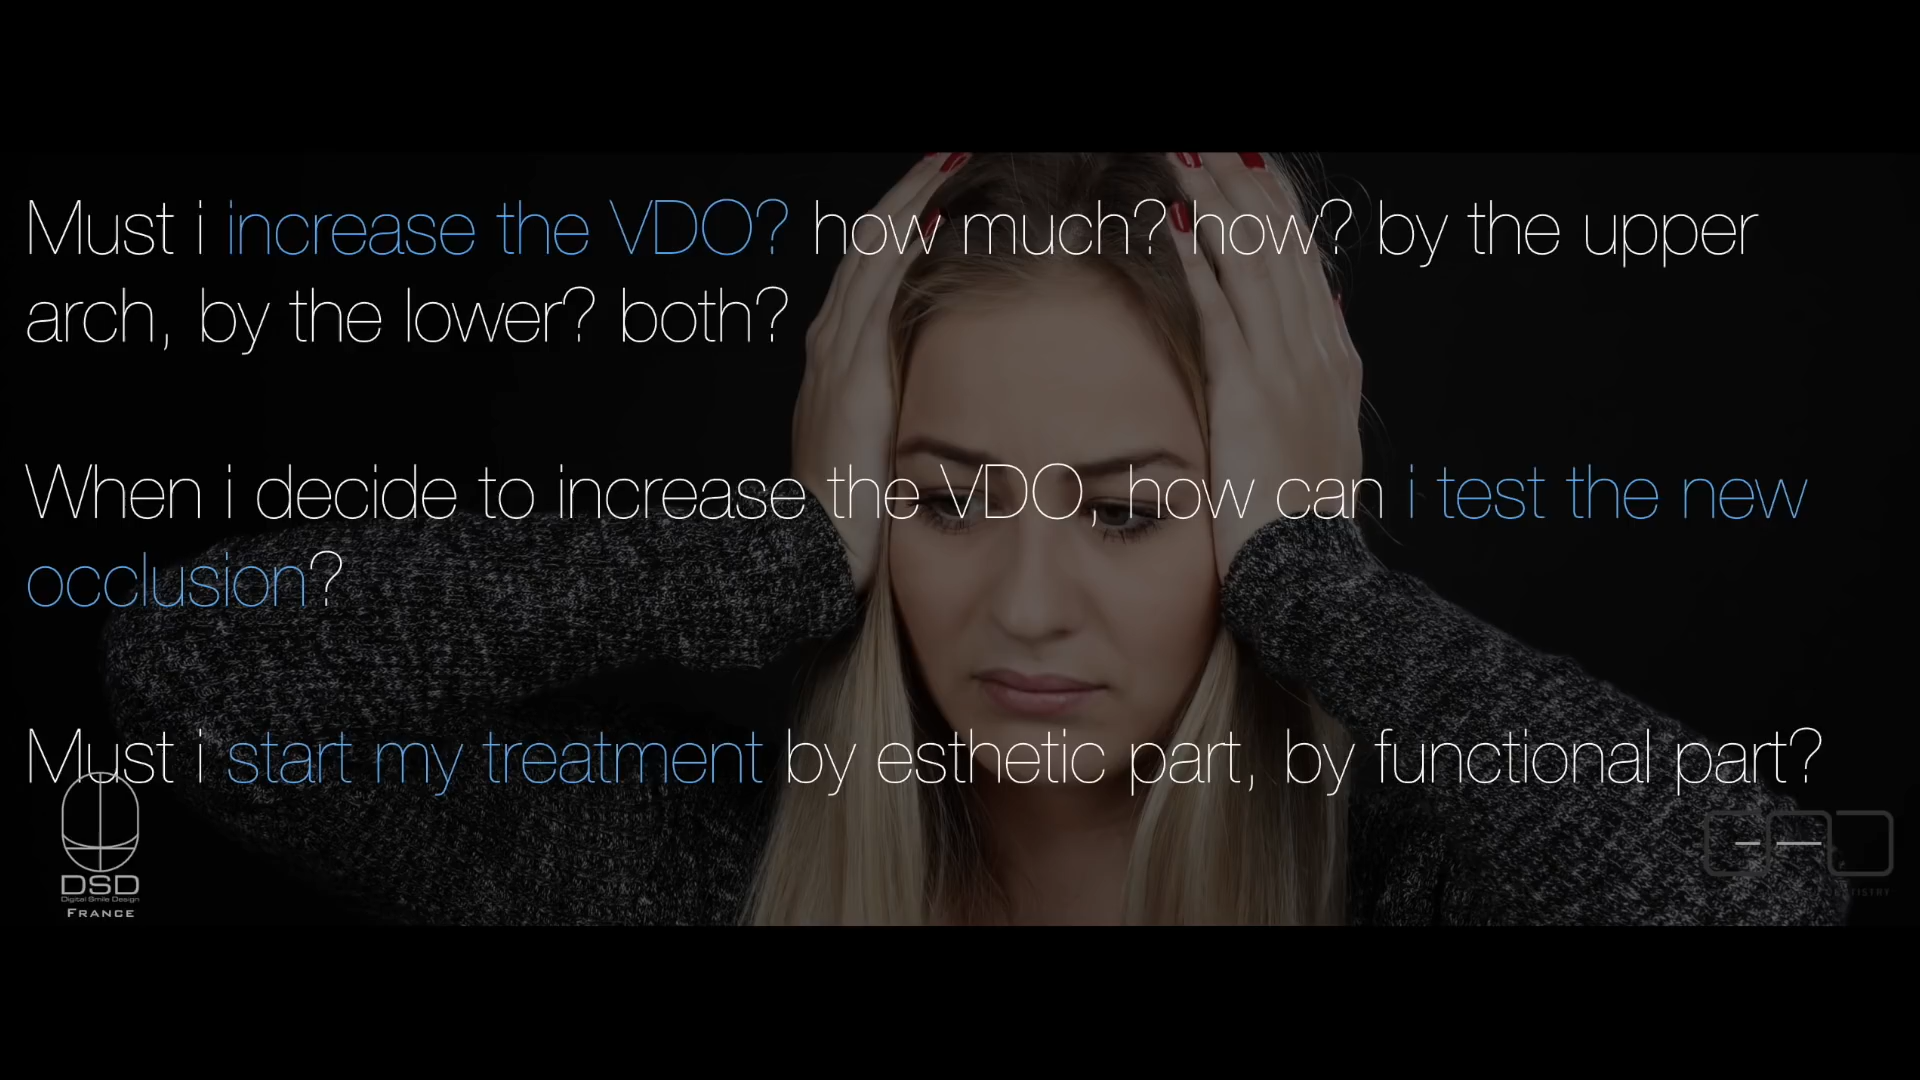 Must i increase the VDO? how much? how? by the upper
arch, by the lower? both?
When i decide to increase the VDO, how can i test the new
occlusion?
Must i start my treatment by esthetic part, by functional part?
DSD
Digital Smile Design
FRANCE